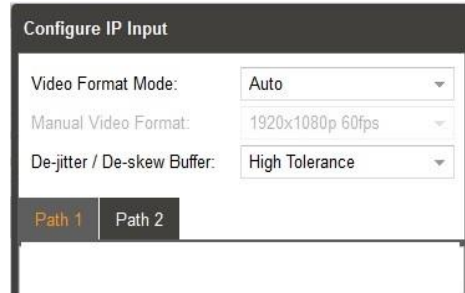 Configure IP Input
Video Format Mode: Auto
Manual Video Format: 1920x1080p 60fps
De-jitter / De-skew Buffer: High Tolerance
Path 1 Path 2